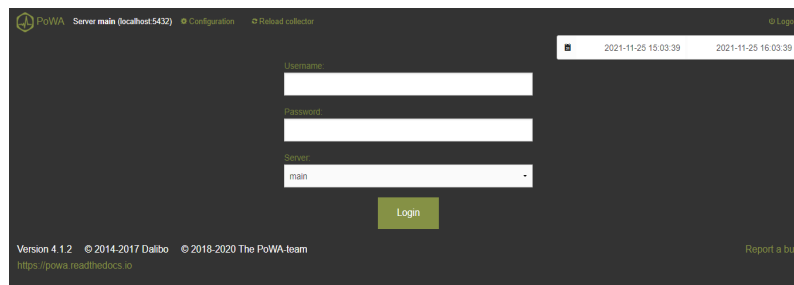 PoWA Server main (localhost:5432) Configuration Reload collector
2021-11-25 15:03:39 2021-11-25 16:03:39
Username:
Password:
Server:
main
Login
Version 4.1.2 © 2014-2017 Dalibo © 2018-2020 The PoWA-team Report a bu
https://powa.readthedocs.io